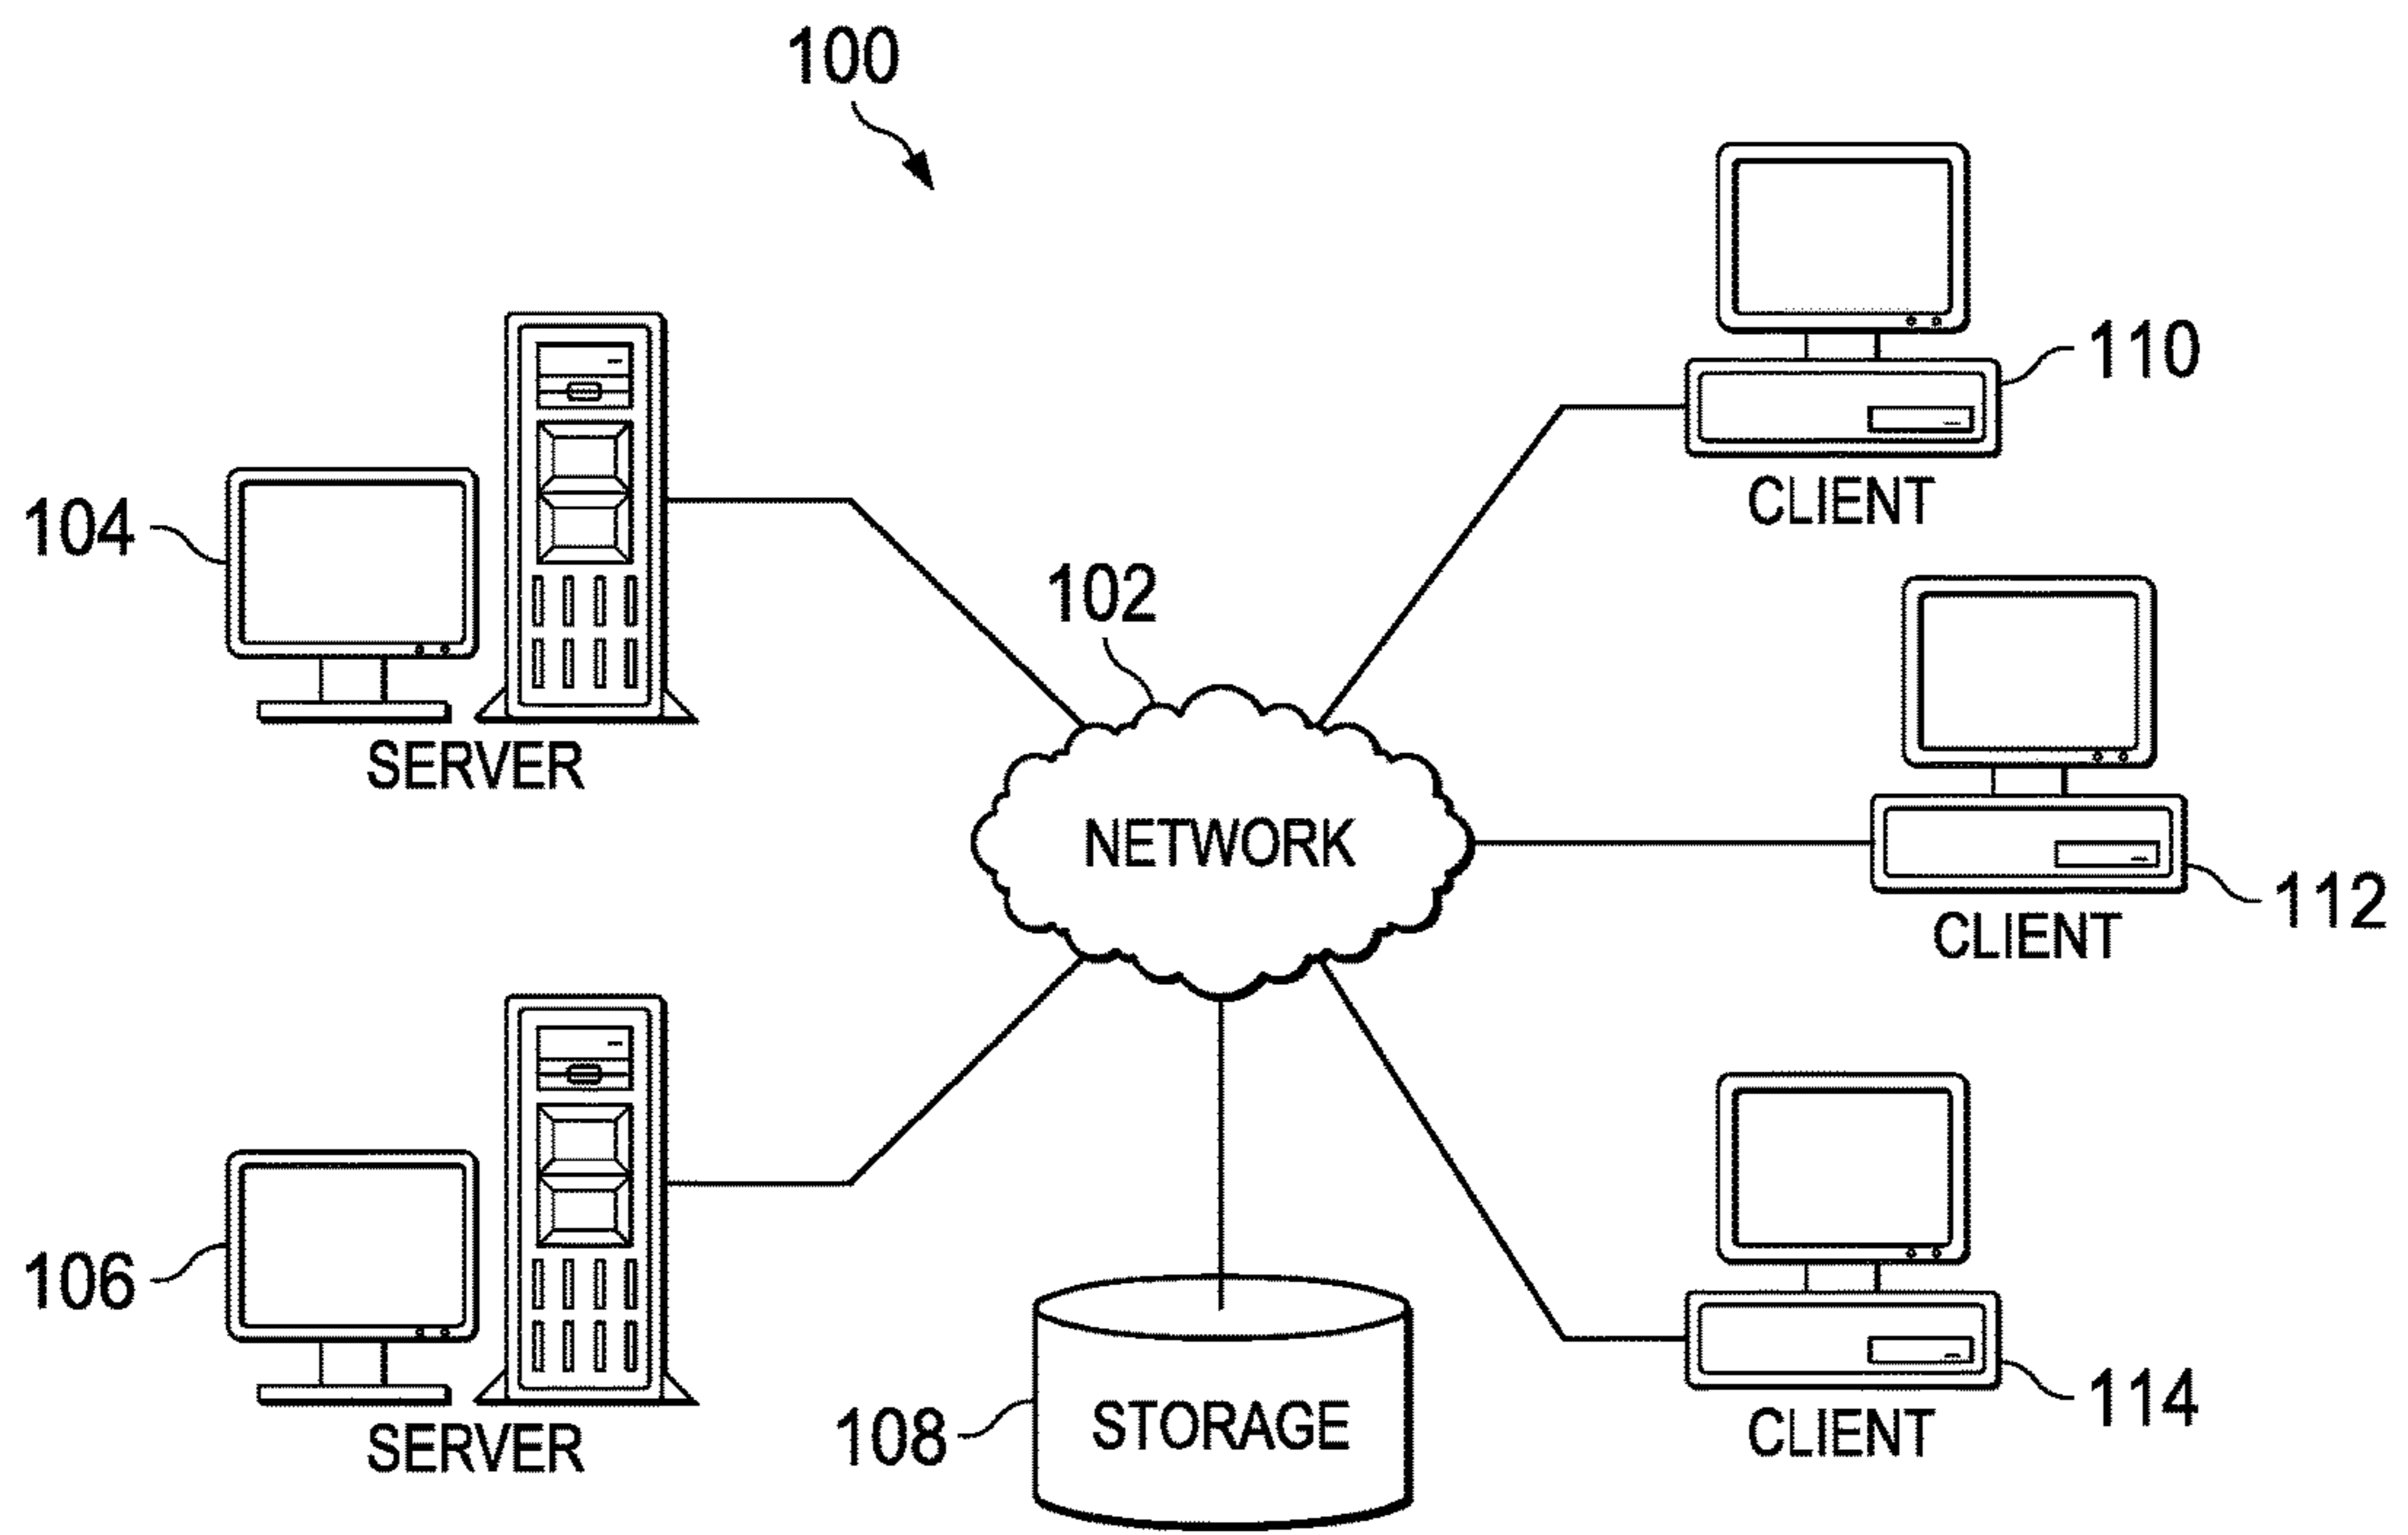 100
110
CLIENT
104
SERVER
102
NETWORK
112
CLIENT
106
SERVER
108
STORAGE
114
CLIENT